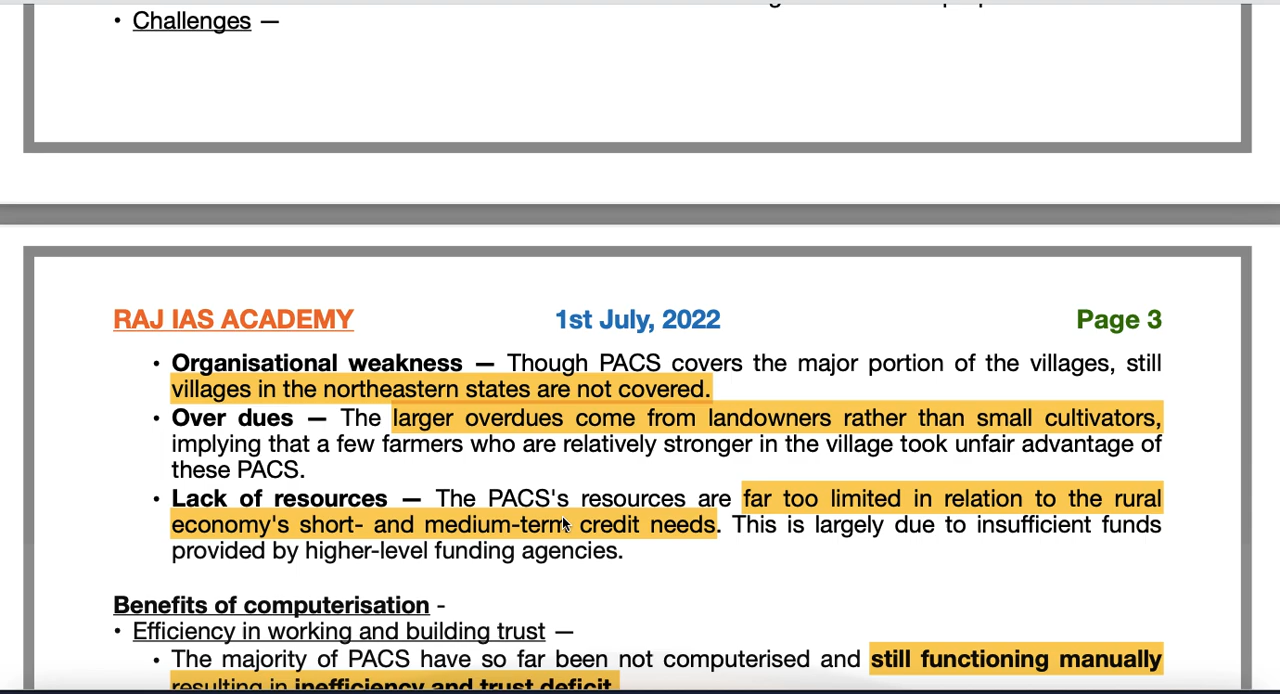 • Challenges —
RAJ IAS ACADEMY 1st July, 2022 Page 3
• Organisational weakness — Though PACS covers the major portion of the villages, still
villages in the northeastern states are not covered.
• Over dues — The larger overdues come from landowners rather than small cultivators,
implying that a few farmers who are relatively stronger in the village took unfair advantage of
these PACS.
• Lack of resources — The PACS's resources are far too limited in relation to the rural
economy's short- and medium-term credit needs. This is largely due to insufficient funds
provided by higher-level funding agencies.
Benefits of computerisation -
• Efficiency in working and building trust —
• The majority of PACS have so far been not computerised and still functioning manually
resulting in inefficiency and trust deficit.